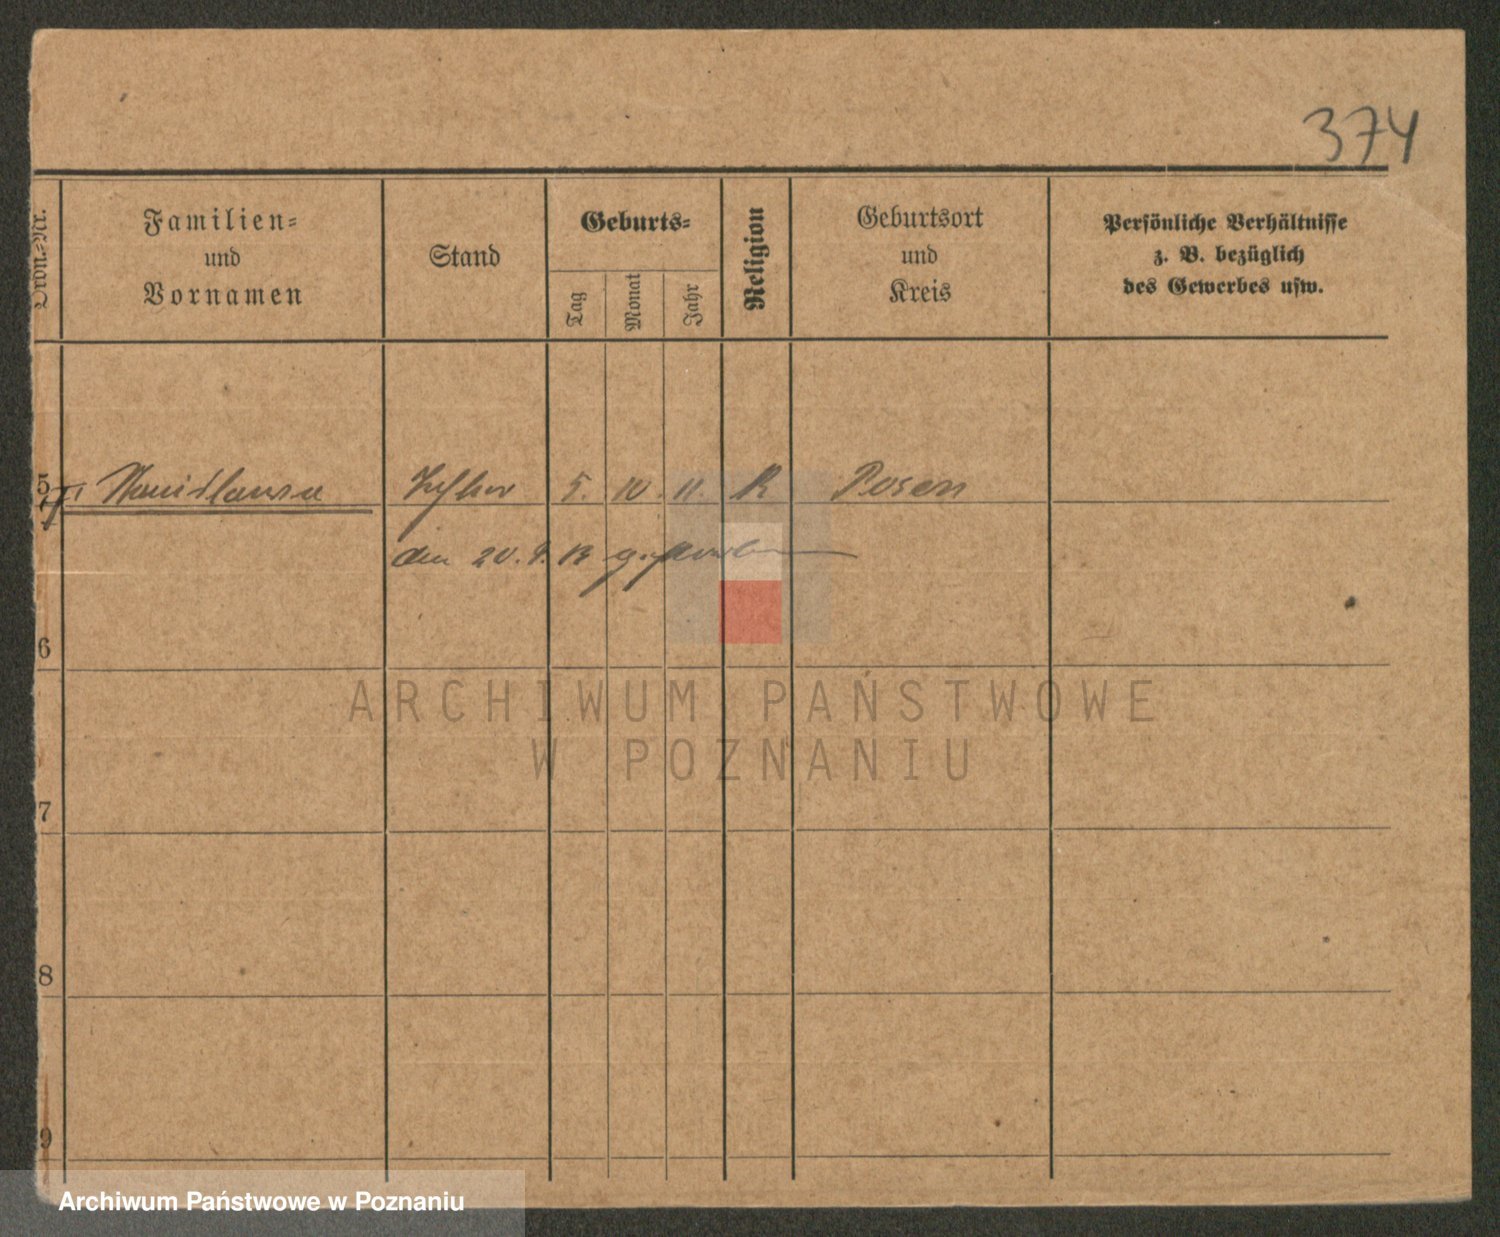 374
Ordn.-Nr.
Familien-
und
Vornamen
Stand
Geburts-
Tag
Monat
Jahr
Religion
Geburtsort
und
Kreis
Persönliche Verhältnisse
z. B. bezüglich
des Gewerbes usw.
5 Stanislawa Tochter 5. 10. 11. R Posen
den 20. 9. 13 gestorben
6
ARCHIWUM PAŃSTWOWE
W POZNANIU
7
8
9
Archiwum Państwowe w Poznaniu